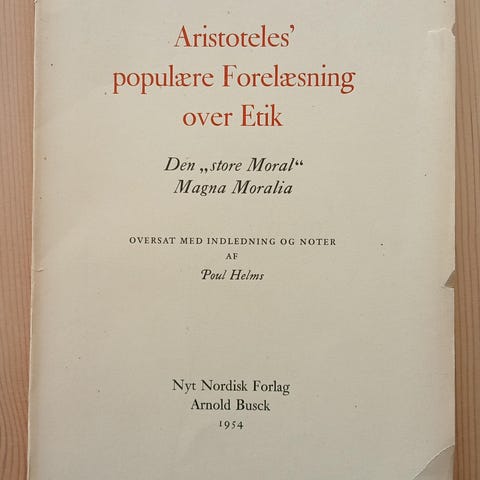 Aristoteles'
populære Forelæsning
over Etik
Den „store Moral“
Magna Moralia
OVERSAT MED INDLEDNING OG NOTER
AF
Poul Helms
Nyt Nordisk Forlag
Arnold Busck
1954